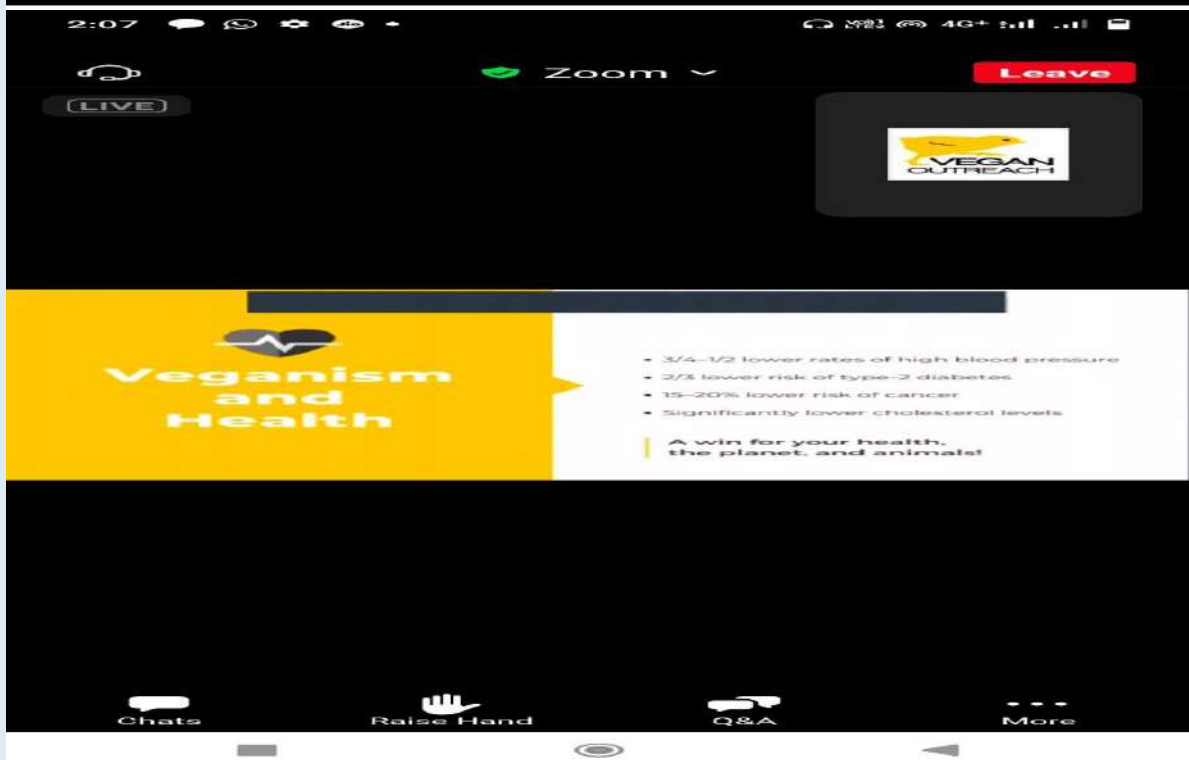 2:07
4G+
Zoom
Leave
LIVE
VEGAN
OUTREACH
Veganism
and
Health
• 3/4–1/2 lower rates of high blood pressure
• 2/3 lower risk of type-2 diabetes
• 15–20% lower risk of cancer
• Significantly lower cholesterol levels
A win for your health,
the planet, and animals!
Chats
Raise Hand
Q&A
More